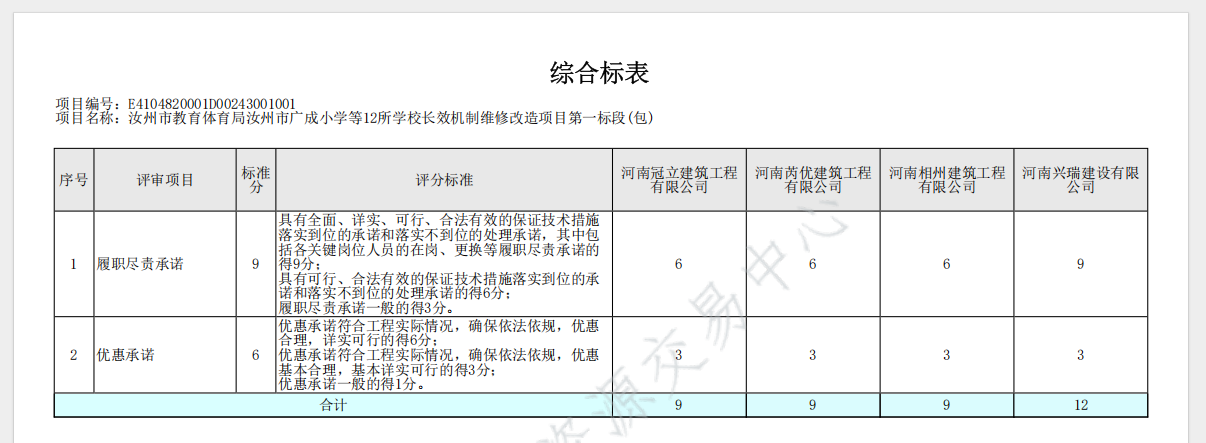 综合标表
项目编号：E4104820001D00243001001
项目名称：汝州市教育体育局汝州市广成小学等12所学校长效机制维修改造项目第一标段(包)
序号
评审项目
标准
分
评分标准
河南冠立建筑工程
有限公司
河南芮优建筑工程
有限公司
河南相州建筑工程
有限公司
河南兴瑞建设有限
公司
1
履职尽责承诺
9
具有全面、详实、可行、合法有效的保证技术措施
落实到位的承诺和落实不到位的处理承诺，其中包
括各关键岗位人员的在岗、更换等履职尽责承诺的
得9分；
具有可行、合法有效的保证技术措施落实到位的承
诺和落实不到位的处理承诺的得6分；
履职尽责承诺一般的得3分。
6
6
6
9
2
优惠承诺
6
优惠承诺符合工程实际情况，确保依法依规，优惠
合理，详实可行的得6分；
优惠承诺符合工程实际情况，确保依法依规，优惠
基本合理，基本详实可行的得3分；
优惠承诺一般的得1分。
3
3
3
3
合计
9
9
9
12
资源交易中心